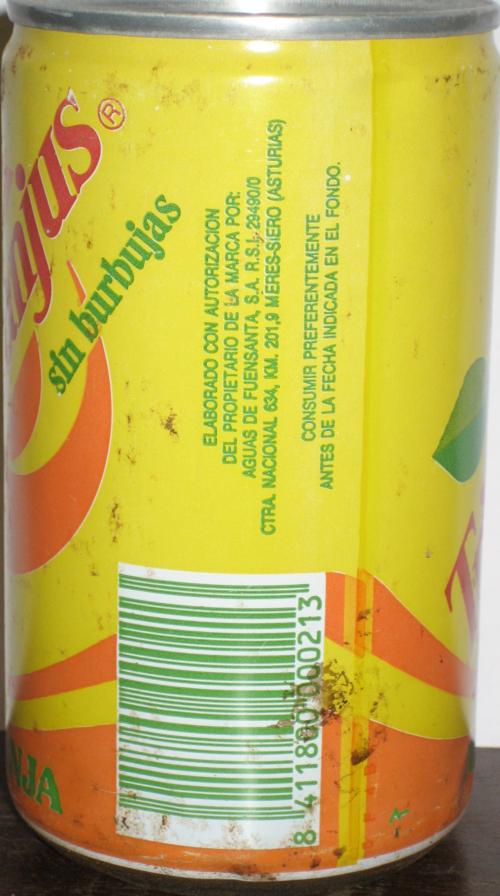 sin burbujas
ELABORADO CON AUTORIZACION
DEL PROPIETARIO DE LA MARCA POR:
AGUAS DE FUENSANTA, S.A. R.S.I. 29490/0
CTRA. NACIONAL 634, KM. 201,9 MERES-SIERO (ASTURIAS)
CONSUMIR PREFERENTEMENTE
ANTES DE LA FECHA INDICADA EN EL FONDO.
8 411800 000213